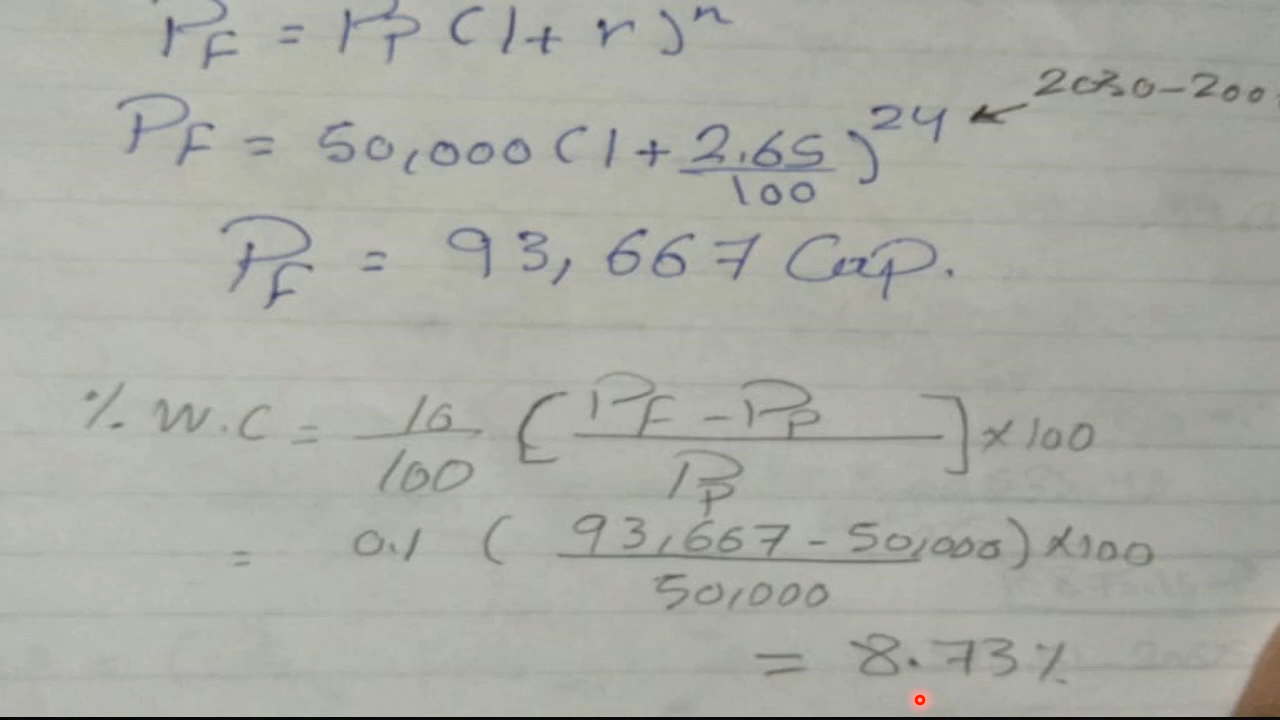 PF = Pp (1 + r)^n
2030-200
PF = 50,000 (1 + 2.65/100)^24
PF = 93,667 Cap.
% W.C = 10/100 [PF - Pp / Pp] x 100
= 0.1 (93,667 - 50,000 / 50,000) x 100
= 8.73%